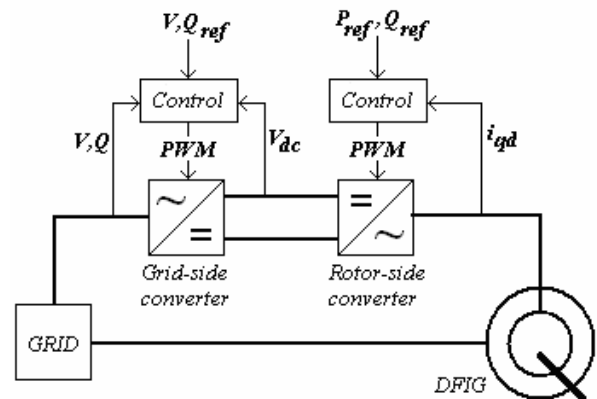 V,Q ref
P ref, Q ref
Control
Control
V,Q
PWM
V dc
PWM
i qd
~
=
=
~
Grid-side
converter
Rotor-side
converter
GRID
DFIG